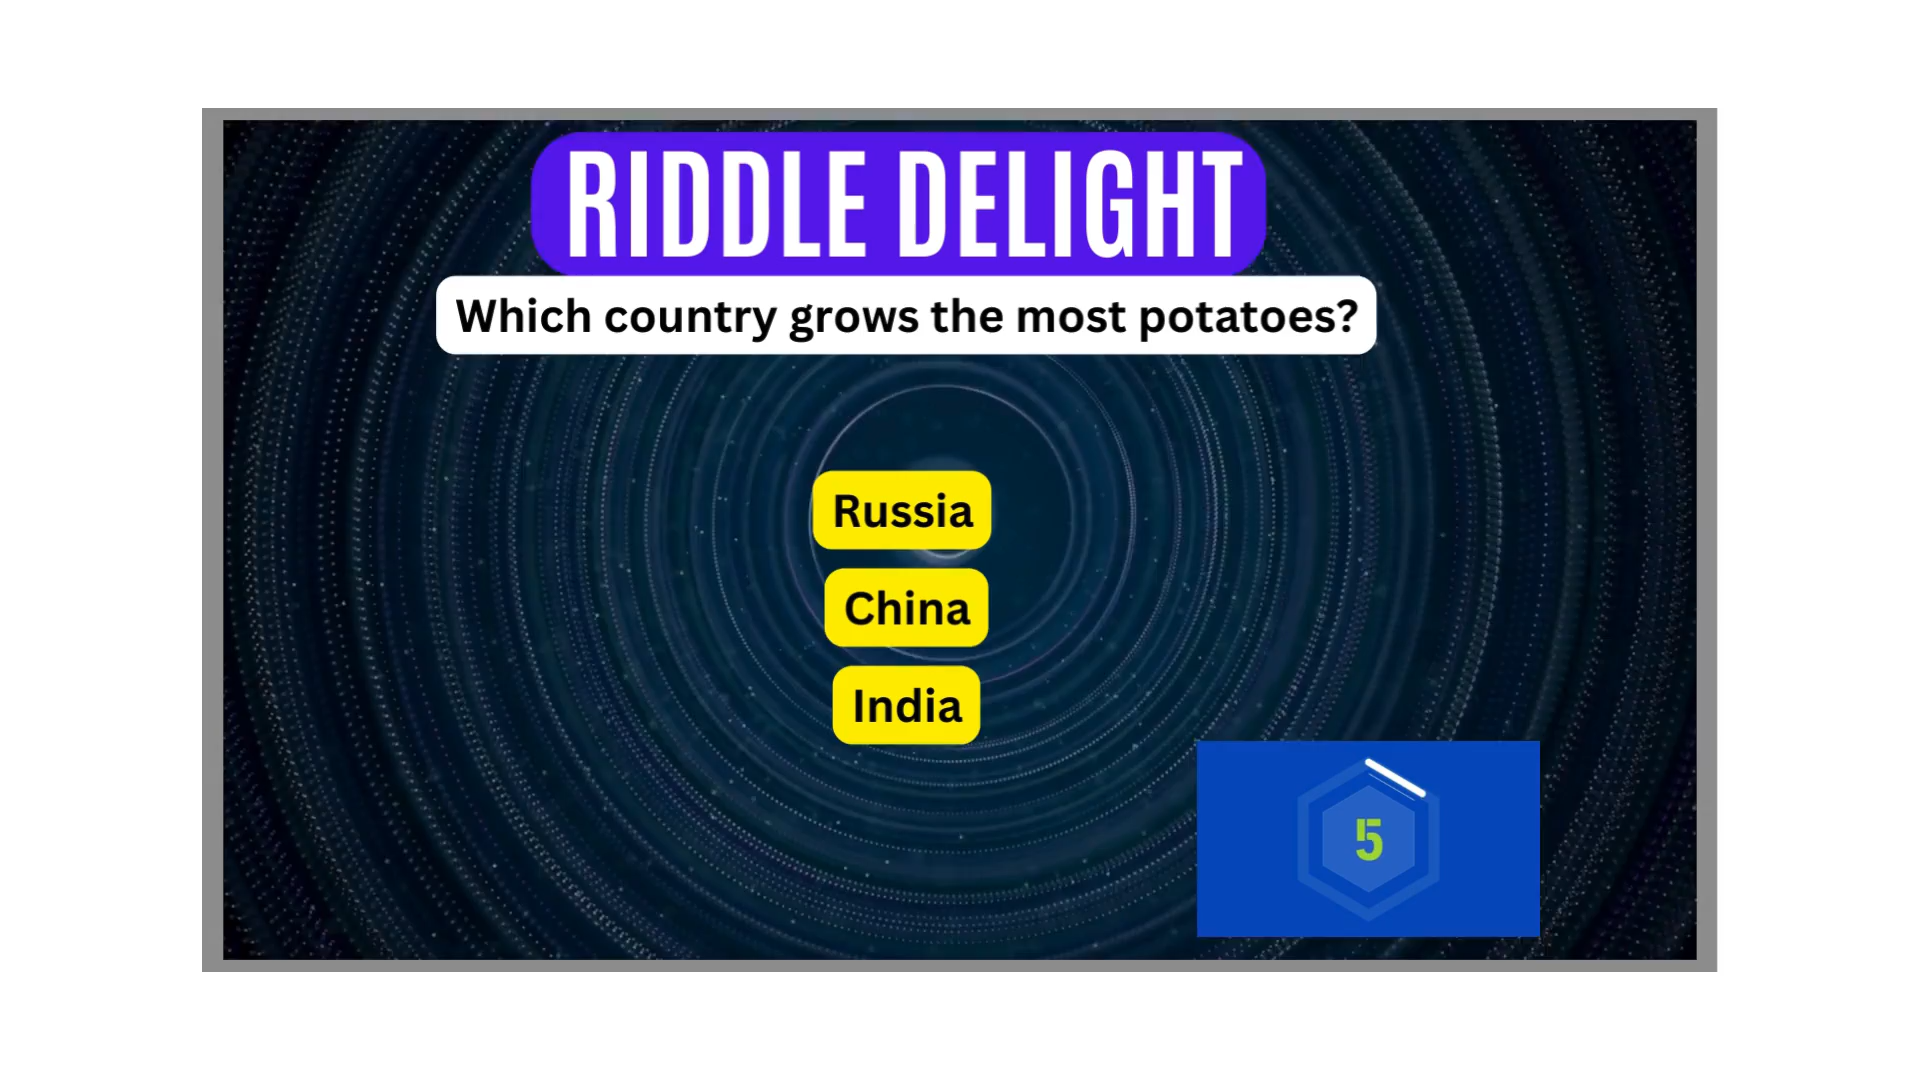 RIDDLE DELIGHT
Which country grows the most potatoes?
Russia
China
India
5